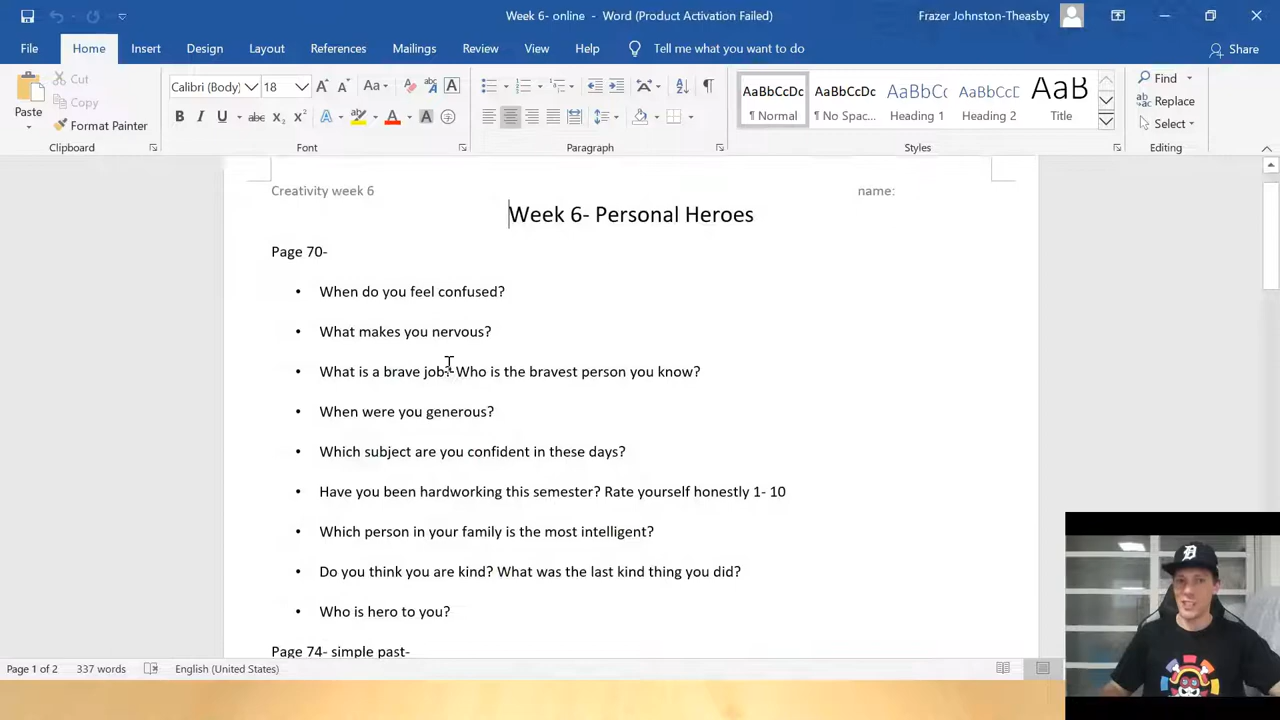 Week 6- online - Word (Product Activation Failed)
Frazer Johnston-Theasby
File Home Insert Design Layout References Mailings Review View Help Tell me what you want to do Share
Paste
Cut
Copy
Format Painter
Clipboard
Calibri (Body) 18
Font
Paragraph
AaBbCcDc AaBbCcDc AaBbCc AaBbCcD AaB
¶ Normal ¶ No Spac... Heading 1 Heading 2 Title
Styles
Find
Replace
Select
Editing
Creativity week 6 name:
Week 6- Personal Heroes
Page 70-
• When do you feel confused?
• What makes you nervous?
• What is a brave job?-Who is the bravest person you know?
• When were you generous?
• Which subject are you confident in these days?
• Have you been hardworking this semester? Rate yourself honestly 1- 10
• Which person in your family is the most intelligent?
• Do you think you are kind? What was the last kind thing you did?
• Who is hero to you?
Page 74- simple past-
Page 1 of 2 337 words English (United States)